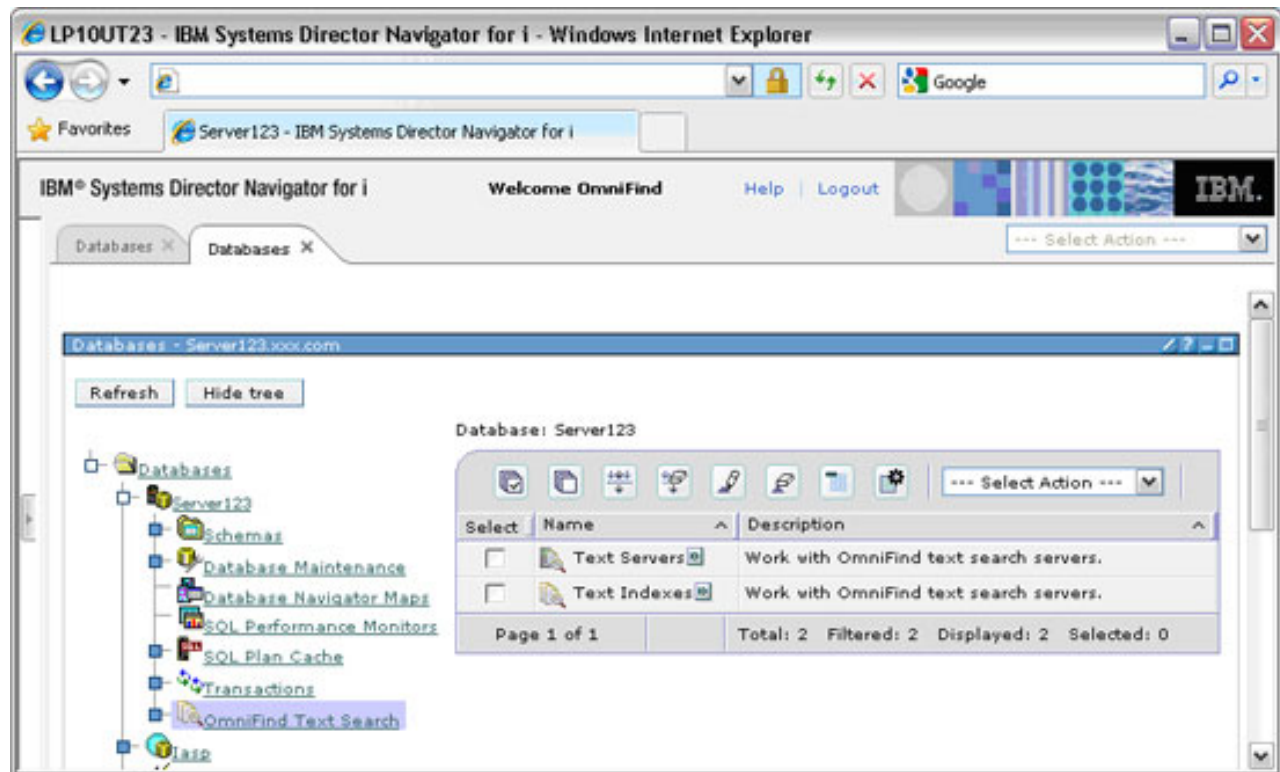 LP10UT23 - IBM Systems Director Navigator for i - Windows Internet Explorer
Google
Favorites
Server123 - IBM Systems Director Navigator for i
IBM® Systems Director Navigator for i
Welcome OmniFind
Help | Logout
IBM.
Databases
Databases
--- Select Action ---
Databases - Server123.xxx.com
Refresh
Hide tree
Database: Server123
Databases
Server123
Schemas
Database Maintenance
Database Navigator Maps
SQL Performance Monitors
SQL Plan Cache
Transactions
OmniFind Text Search
Iasp
--- Select Action ---
Select Name Description
Text Servers Work with OmniFind text search servers.
Text Indexes Work with OmniFind text search servers.
Page 1 of 1 Total: 2 Filtered: 2 Displayed: 2 Selected: 0